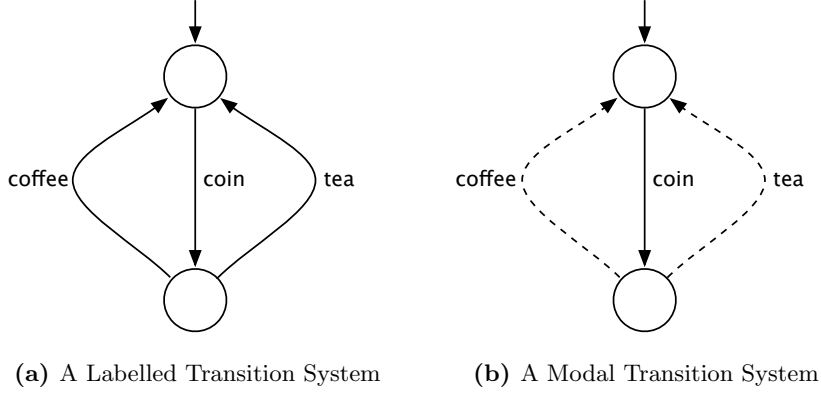 coffee coin tea
coffee coin tea
(a) A Labelled Transition System
(b) A Modal Transition System